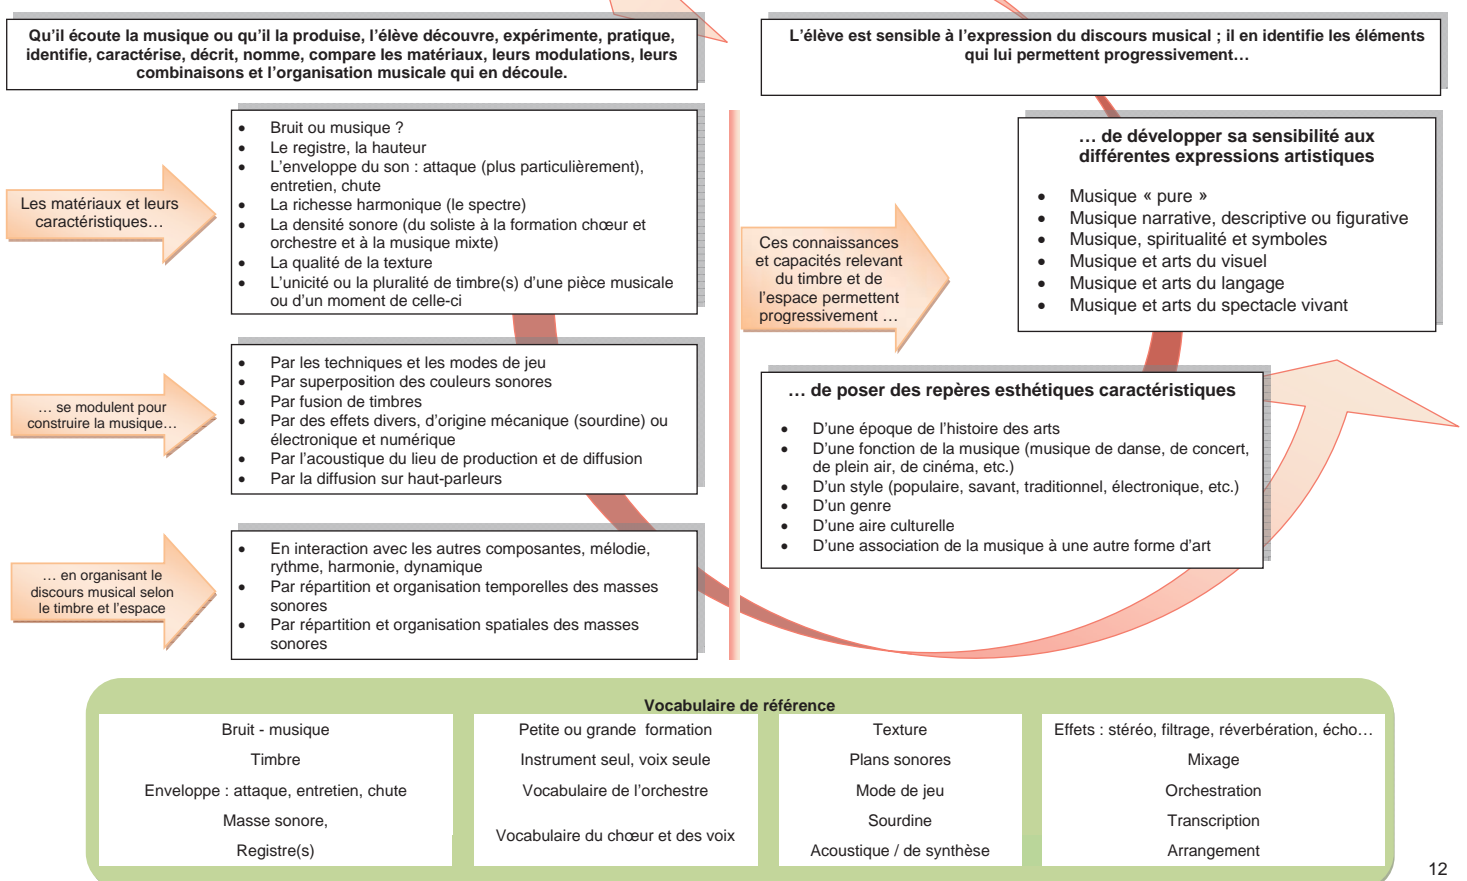 Qu'il écoute la musique ou qu'il la produise, l'élève découvre, expérimente, pratique,
identifie, caractérise, décrit, nomme, compare les matériaux, leurs modulations, leurs
combinaisons et l'organisation musicale qui en découle.
Les matériaux et leurs
caractéristiques…
• Bruit ou musique ?
• Le registre, la hauteur
• L'enveloppe du son : attaque (plus particulièrement),
entretien, chute
• La richesse harmonique (le spectre)
• La densité sonore (du soliste à la formation chœur et
orchestre et à la musique mixte)
• La qualité de la texture
• L'unicité ou la pluralité de timbre(s) d'une pièce musicale
ou d'un moment de celle-ci
… se modulent pour
construire la musique…
• Par les techniques et les modes de jeu
• Par superposition des couleurs sonores
• Par fusion de timbres
• Par des effets divers, d'origine mécanique (sourdine) ou
électronique et numérique
• Par l'acoustique du lieu de production et de diffusion
• Par la diffusion sur haut-parleurs
… en organisant le
discours musical selon
le timbre et l'espace
• En interaction avec les autres composantes, mélodie,
rythme, harmonie, dynamique
• Par répartition et organisation temporelles des masses
sonores
• Par répartition et organisation spatiales des masses
sonores
L'élève est sensible à l'expression du discours musical ; il en identifie les éléments
qui lui permettent progressivement…
Ces connaissances
et capacités relevant
du timbre et de
l'espace permettent
progressivement …
… de développer sa sensibilité aux
différentes expressions artistiques
• Musique « pure »
• Musique narrative, descriptive ou figurative
• Musique, spiritualité et symboles
• Musique et arts du visuel
• Musique et arts du langage
• Musique et arts du spectacle vivant
… de poser des repères esthétiques caractéristiques
• D'une époque de l'histoire des arts
• D'une fonction de la musique (musique de danse, de concert,
de plein air, de cinéma, etc.)
• D'un style (populaire, savant, traditionnel, électronique, etc.)
• D'un genre
• D'une aire culturelle
• D'une association de la musique à une autre forme d'art
Vocabulaire de référence
Bruit - musique
Timbre
Enveloppe : attaque, entretien, chute
Masse sonore,
Registre(s)
Petite ou grande formation
Instrument seul, voix seule
Vocabulaire de l'orchestre
Vocabulaire du chœur et des voix
Texture
Plans sonores
Mode de jeu
Sourdine
Acoustique / de synthèse
Effets : stéréo, filtrage, réverbération, écho…
Mixage
Orchestration
Transcription
Arrangement
12